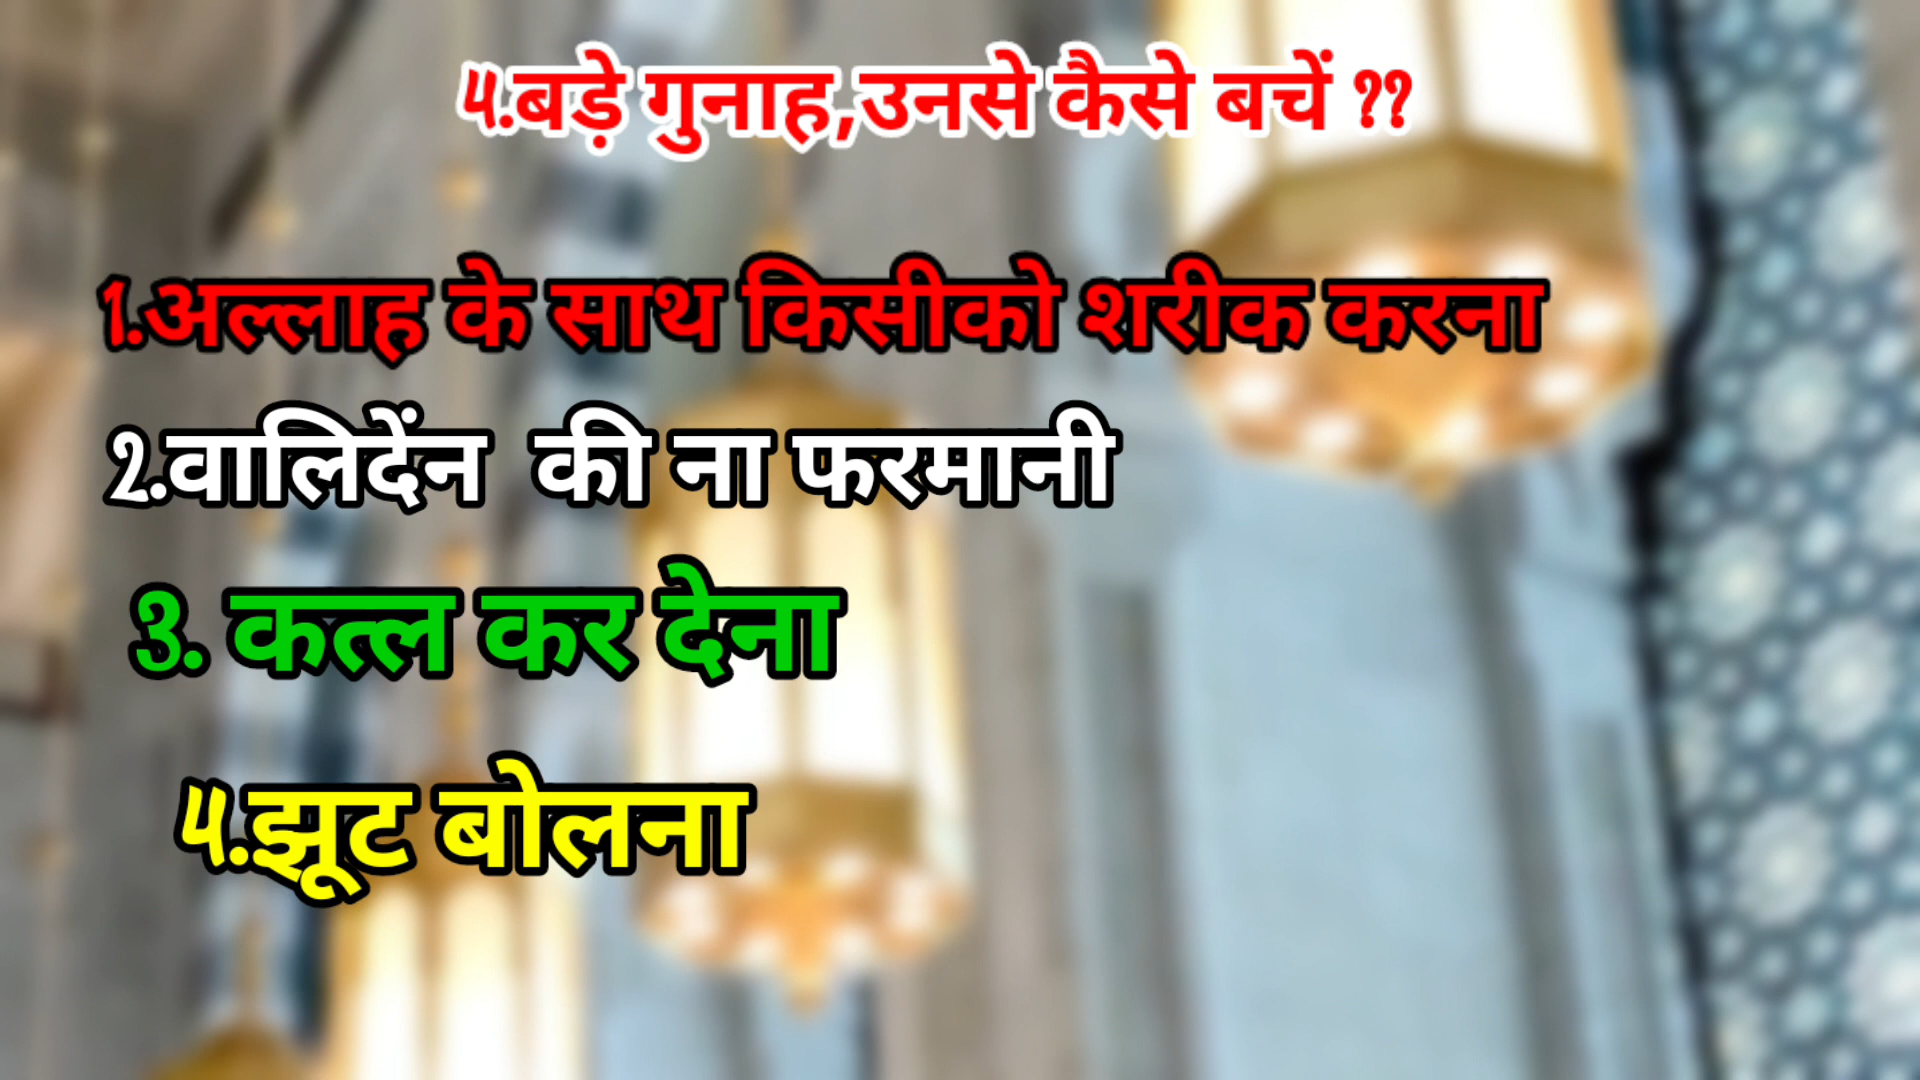 4.बड़े गुनाह,उनसे कैसे बचें ??
1.अल्लाह के साथ किसीको शरीक करना
2.वालिदेंन की ना फरमानी
3. कत्ल कर देना
4.झूट बोलना